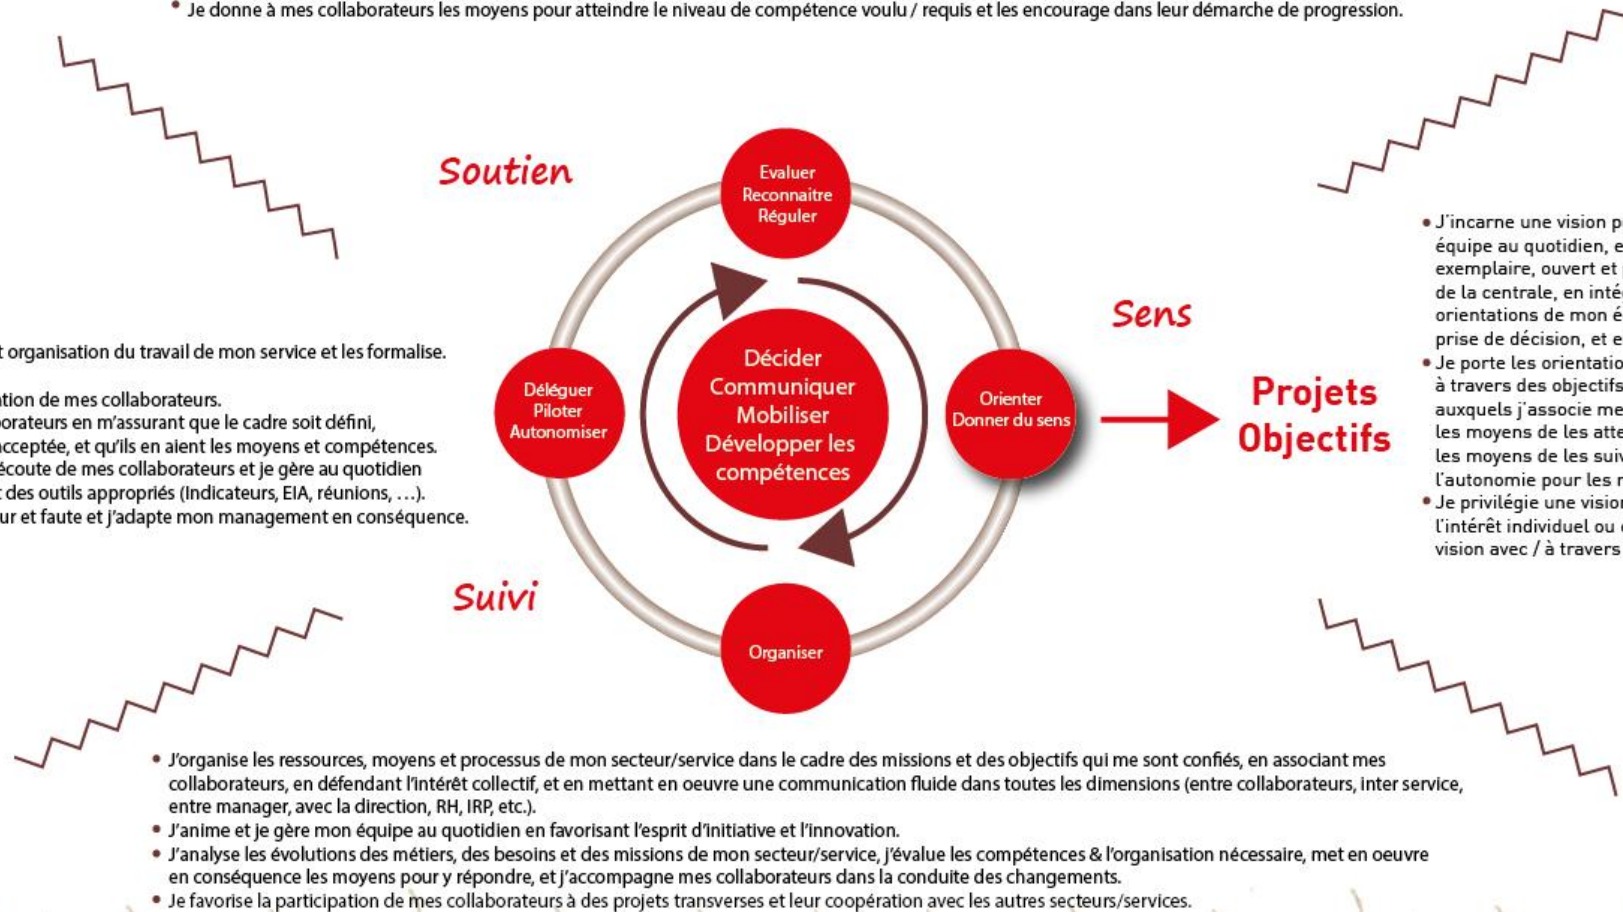 • Je donne à mes collaborateurs les moyens pour atteindre le niveau de compétence voulu / requis et les encourage dans leur démarche de progression.
Soutien
Evaluer
Reconnaitre
Réguler
Sens
Déléguer
Piloter
Autonomiser
Décider
Communiquer
Mobiliser
Développer les
compétences
Orienter
Donner du sens
Projets
Objectifs
organisation du travail de mon service et les formalise.
de mes collaborateurs.
en m'assurant que le cadre soit défini,
acceptée, et qu'ils en aient les moyens et compétences.
écoute de mes collaborateurs et je gère au quotidien
des outils appropriés (Indicateurs, EIA, réunions, …).
et faute et j'adapte mon management en conséquence.
• J'incarne une vision
équipe au quotidien,
exemplaire, ouvert et
de la centrale, en
orientations de mon
prise de décision, et
• Je porte les
à travers des objectifs
auxquels j'associe
les moyens de les
les moyens de les
l'autonomie pour les
• Je privilégie une
l'intérêt individuel ou
vision avec / à travers
Suivi
Organiser
• J'organise les ressources, moyens et processus de mon secteur/service dans le cadre des missions et des objectifs qui me sont confiés, en associant mes
collaborateurs, en défendant l'intérêt collectif, et en mettant en oeuvre une communication fluide dans toutes les dimensions (entre collaborateurs, inter service,
entre manager, avec la direction, RH, IRP, etc.).
• J'anime et je gère mon équipe au quotidien en favorisant l'esprit d'initiative et l'innovation.
• J'analyse les évolutions des métiers, des besoins et des missions de mon secteur/service, j'évalue les compétences & l'organisation nécessaire, met en oeuvre
en conséquence les moyens pour y répondre, et j'accompagne mes collaborateurs dans la conduite des changements.
• Je favorise la participation de mes collaborateurs à des projets transverses et leur coopération avec les autres secteurs/services.